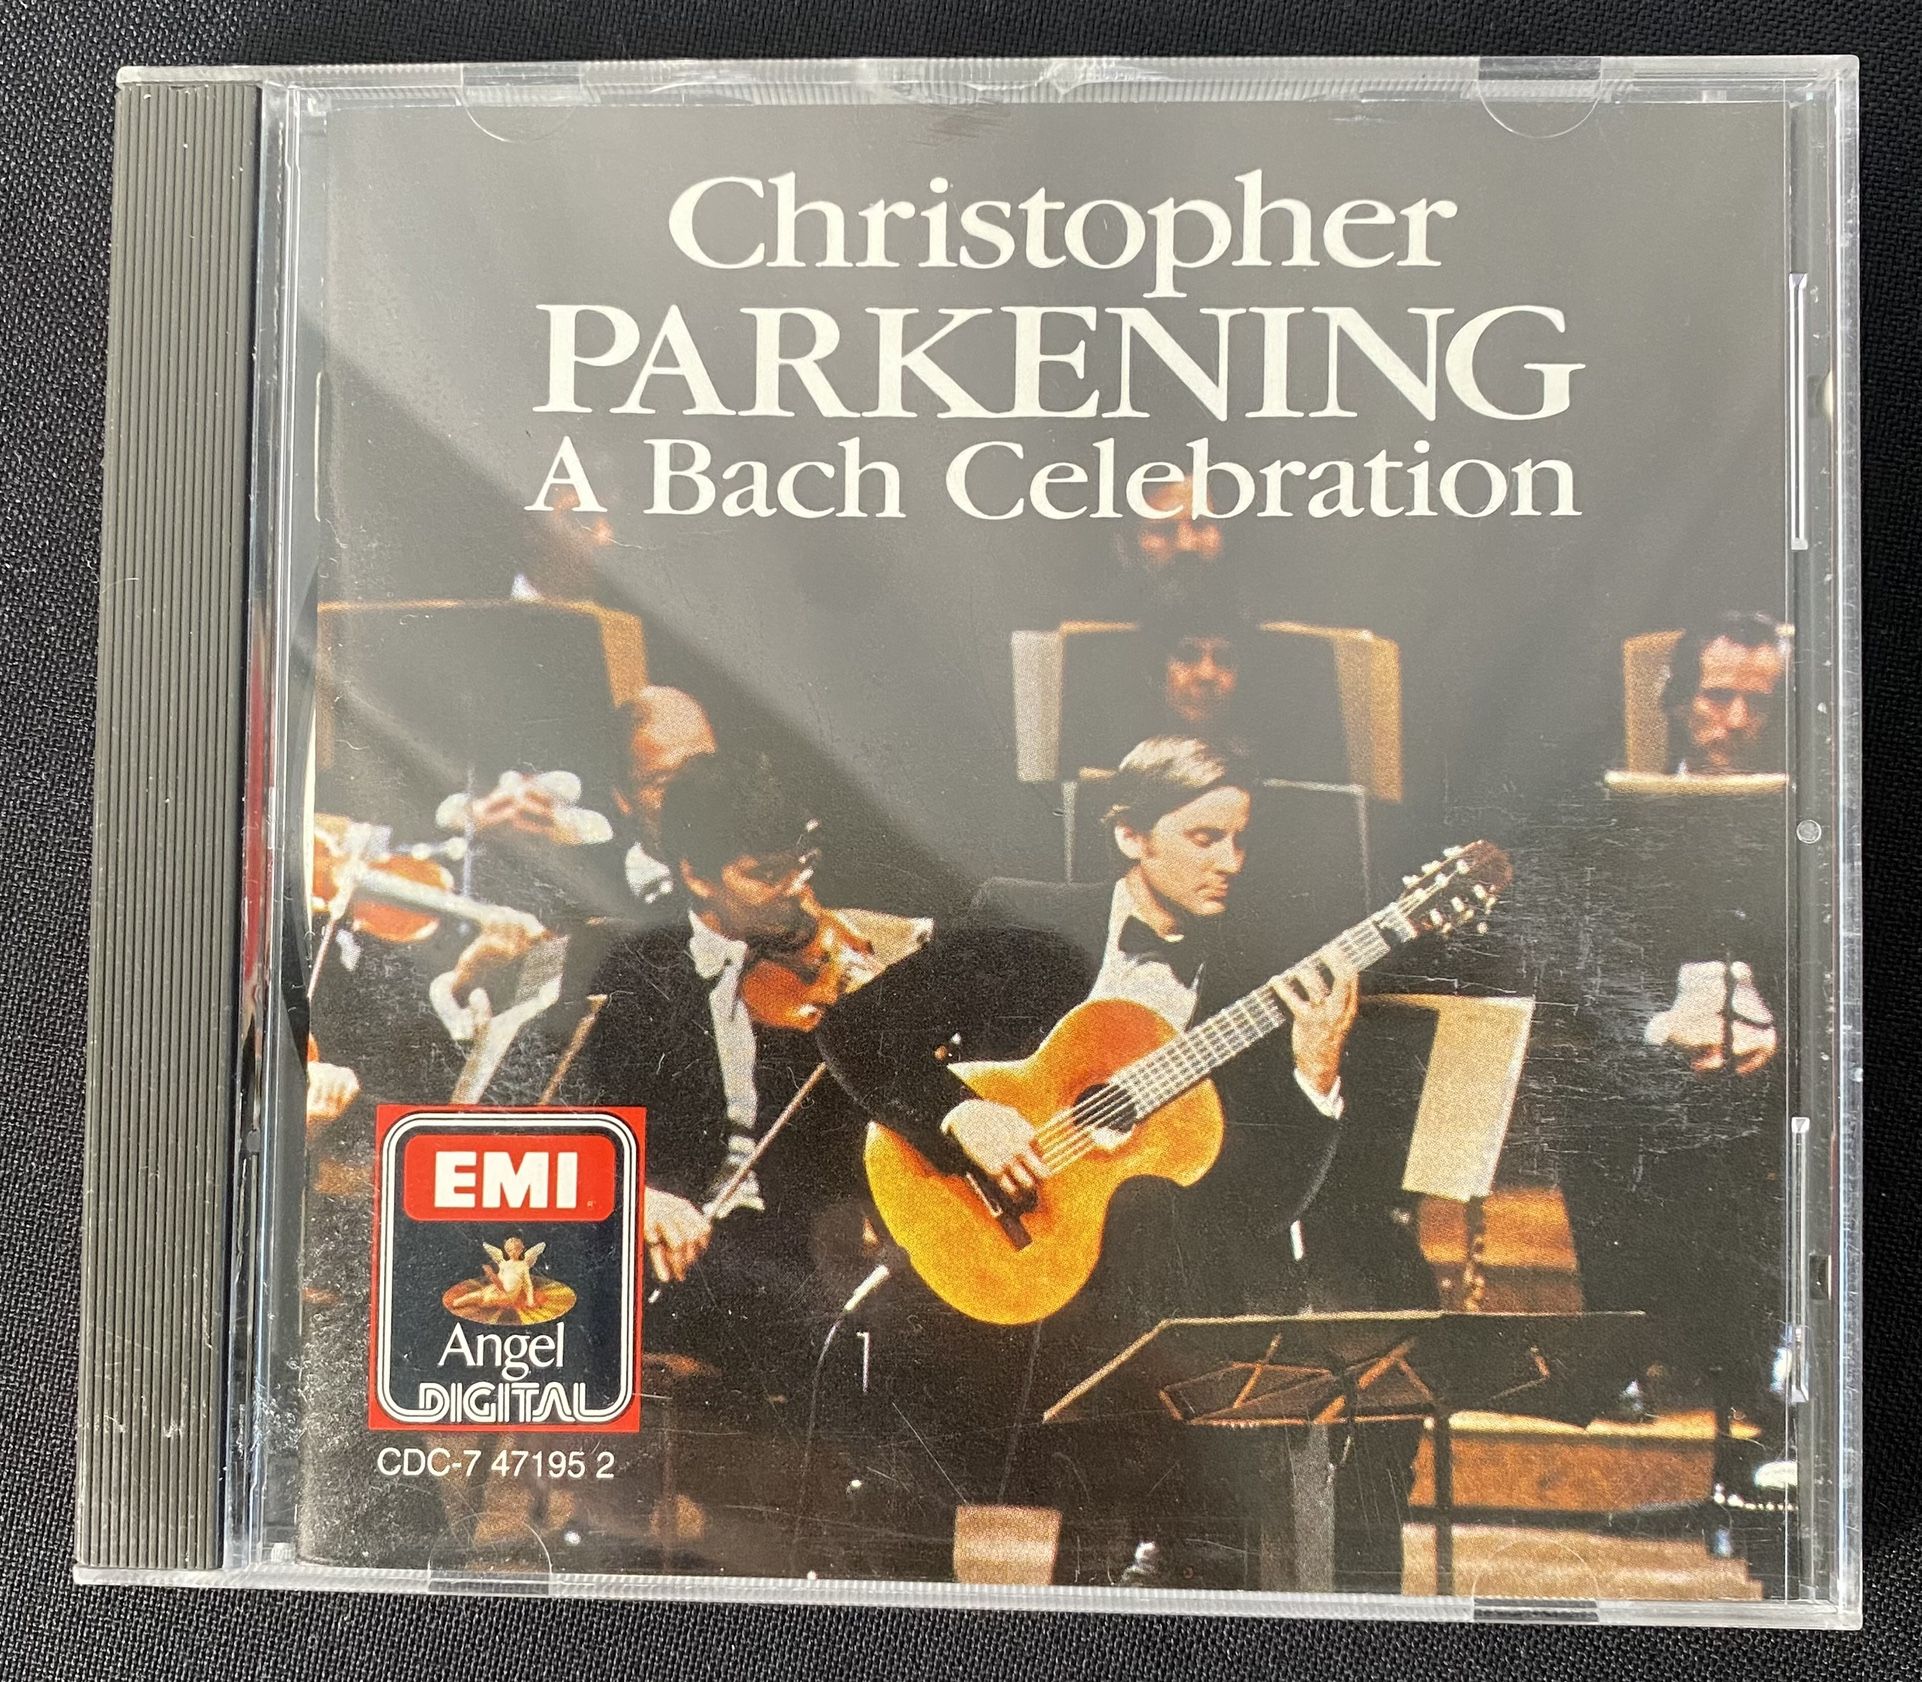 Christopher
PARKENING
A Bach Celebration
EMI
Angel
DIGITAL
CDC-7 47195 2